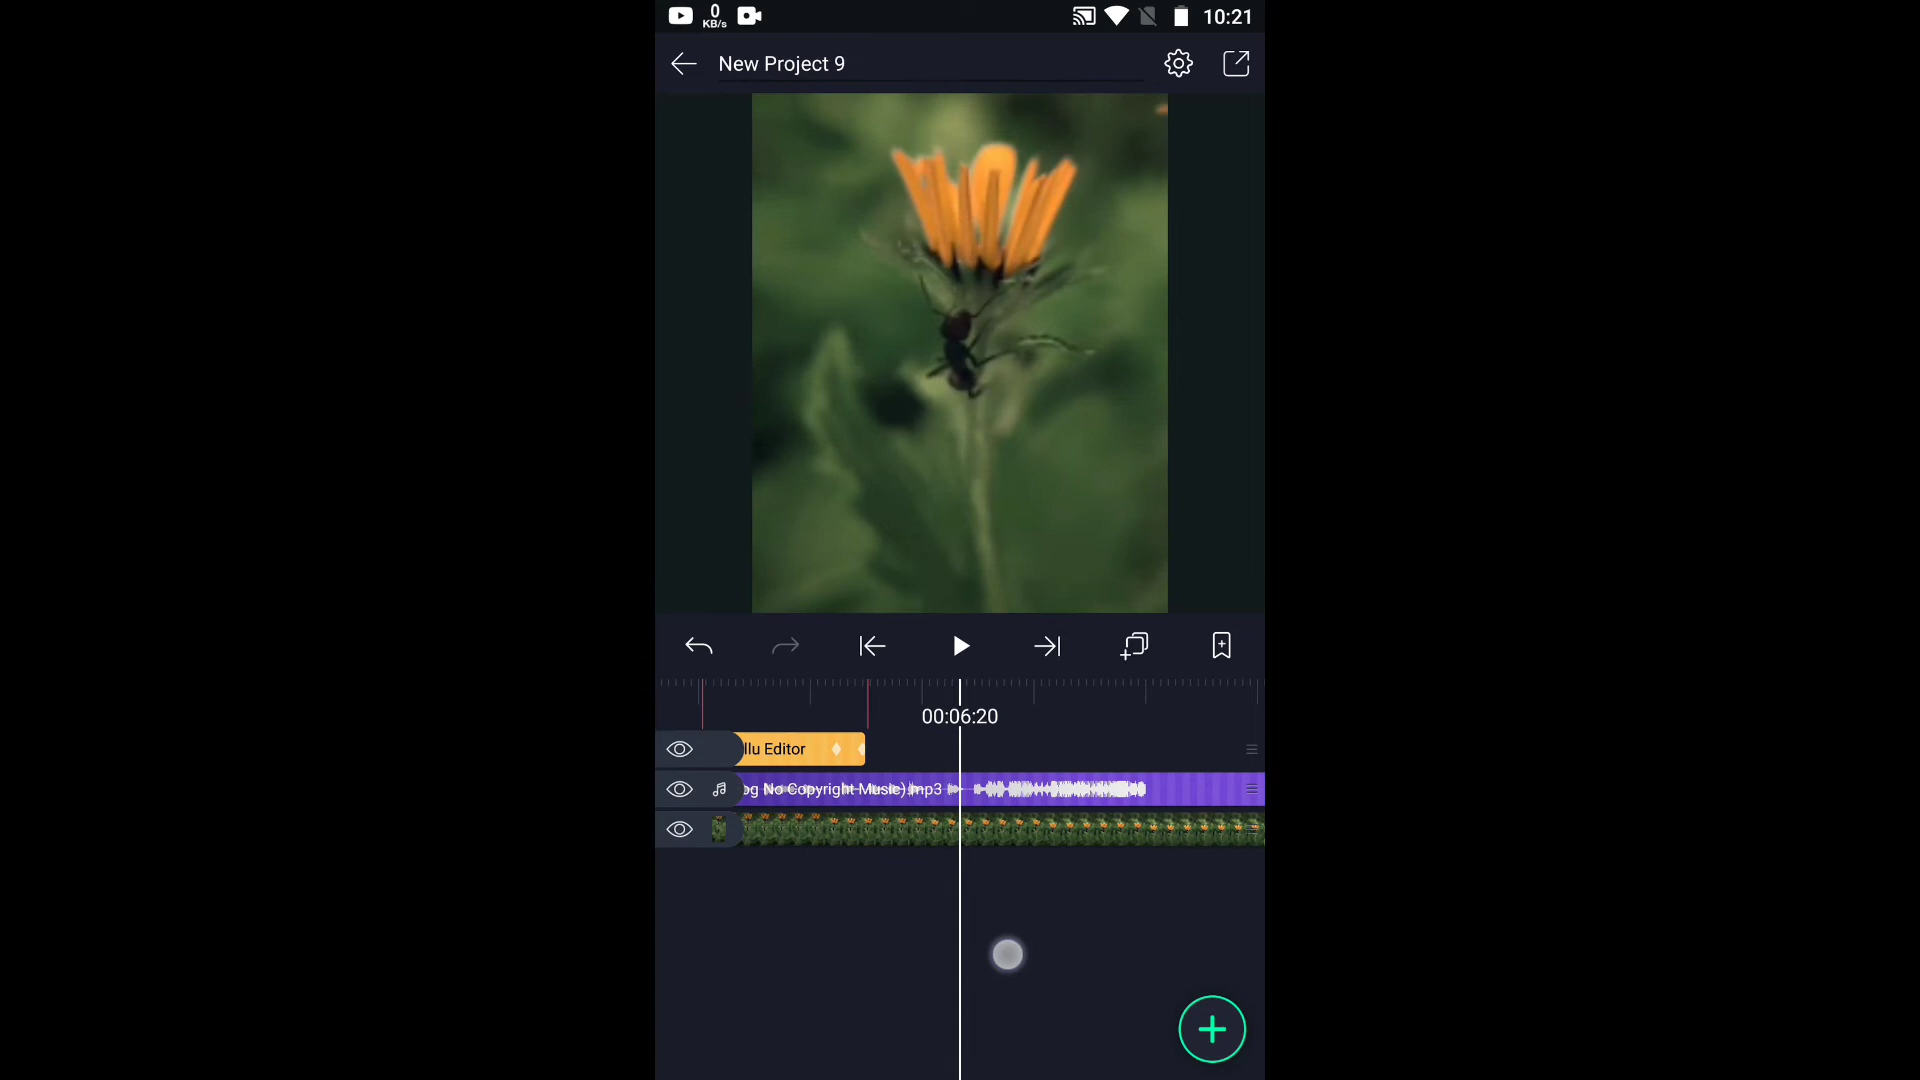 0
KB/s
10:21
New Project 9
00:06:20
llu Editor
og No Copyright Music).mp3